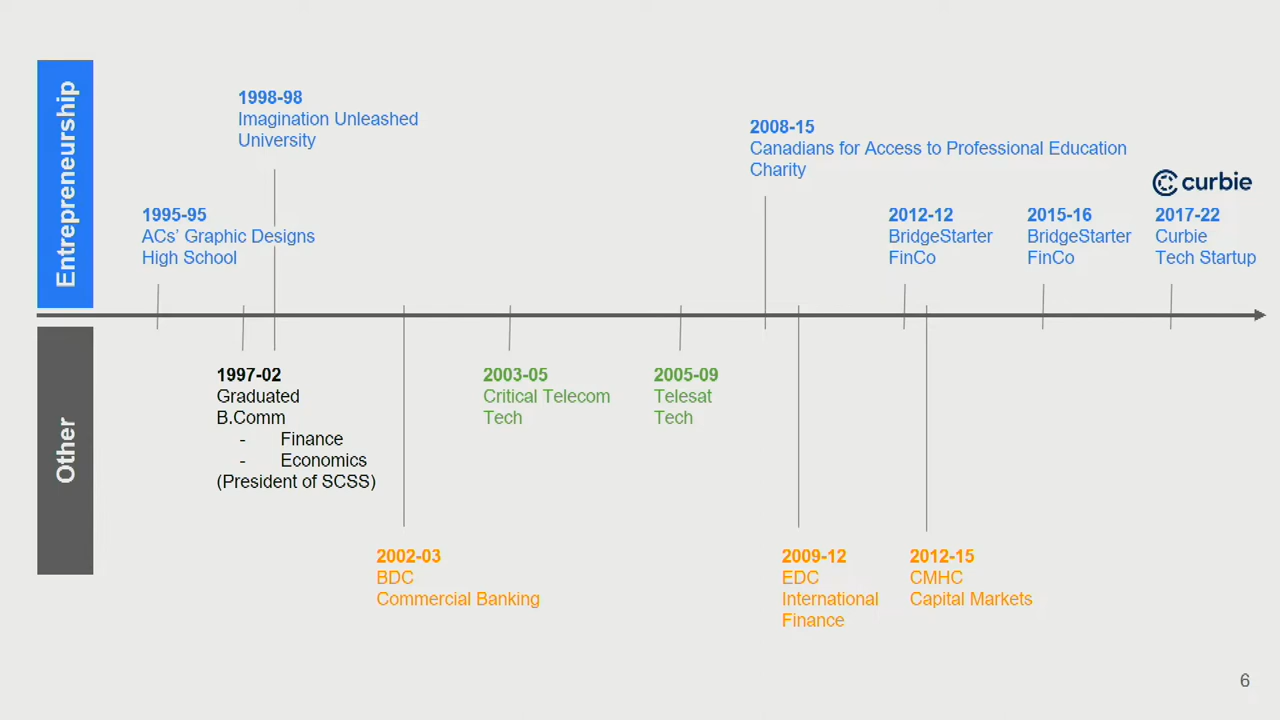 Entrepreneurship
1998-98
Imagination Unleashed
University
1995-95
ACs' Graphic Designs
High School
2008-15
Canadians for Access to Professional Education
Charity
2012-12
BridgeStarter
FinCo
2015-16
BridgeStarter
FinCo
curbie
2017-22
Curbie
Tech Startup
Other
1997-02
Graduated
B.Comm
- Finance
- Economics
(President of SCSS)
2002-03
BDC
Commercial Banking
2003-05
Critical Telecom
Tech
2005-09
Telesat
Tech
2009-12
EDC
International
Finance
2012-15
CMHC
Capital Markets
6